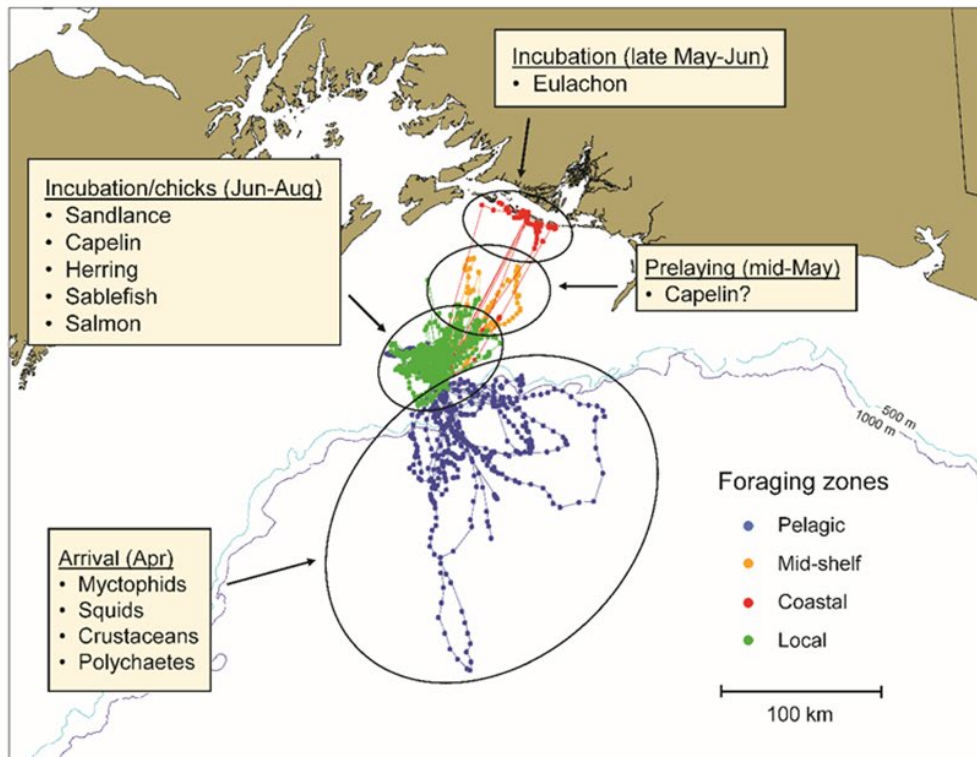 Incubation (late May-Jun)
• Eulachon
Incubation/chicks (Jun-Aug)
• Sandlance
• Capelin
• Herring
• Sablefish
• Salmon
Prelaying (mid-May)
• Capelin?
500 m
1000 m
Arrival (Apr)
• Myctophids
• Squids
• Crustaceans
• Polychaetes
Foraging zones
Pelagic
Mid-shelf
Coastal
Local
100 km